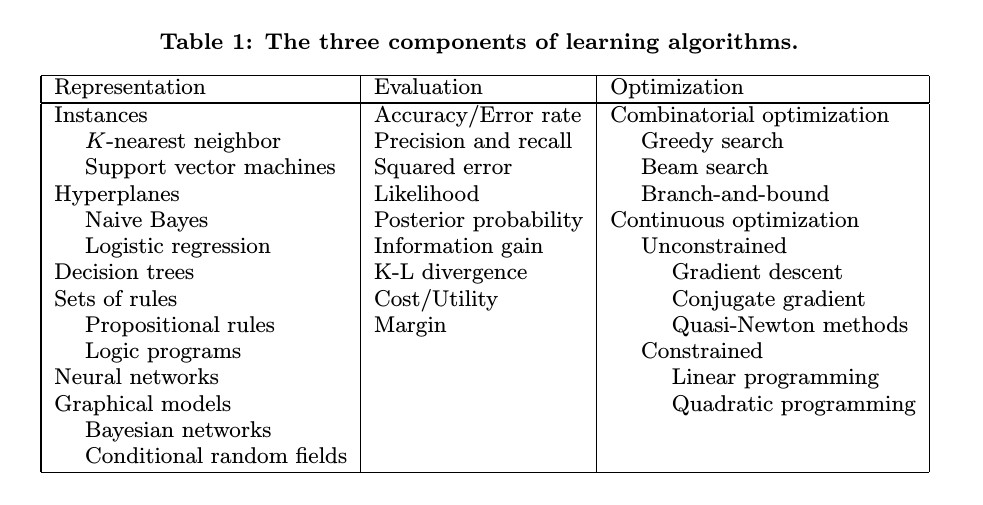 Table 1: The three components of learning algorithms.
Representation Evaluation Optimization
Instances Accuracy/Error rate Combinatorial optimization
K-nearest neighbor Precision and recall Greedy search
Support vector machines Squared error Beam search
Hyperplanes Likelihood Branch-and-bound
Naive Bayes Posterior probability Continuous optimization
Logistic regression Information gain Unconstrained
Decision trees K-L divergence Gradient descent
Sets of rules Cost/Utility Conjugate gradient
Propositional rules Margin Quasi-Newton methods
Logic programs Constrained
Neural networks Linear programming
Graphical models Quadratic programming
Bayesian networks
Conditional random fields